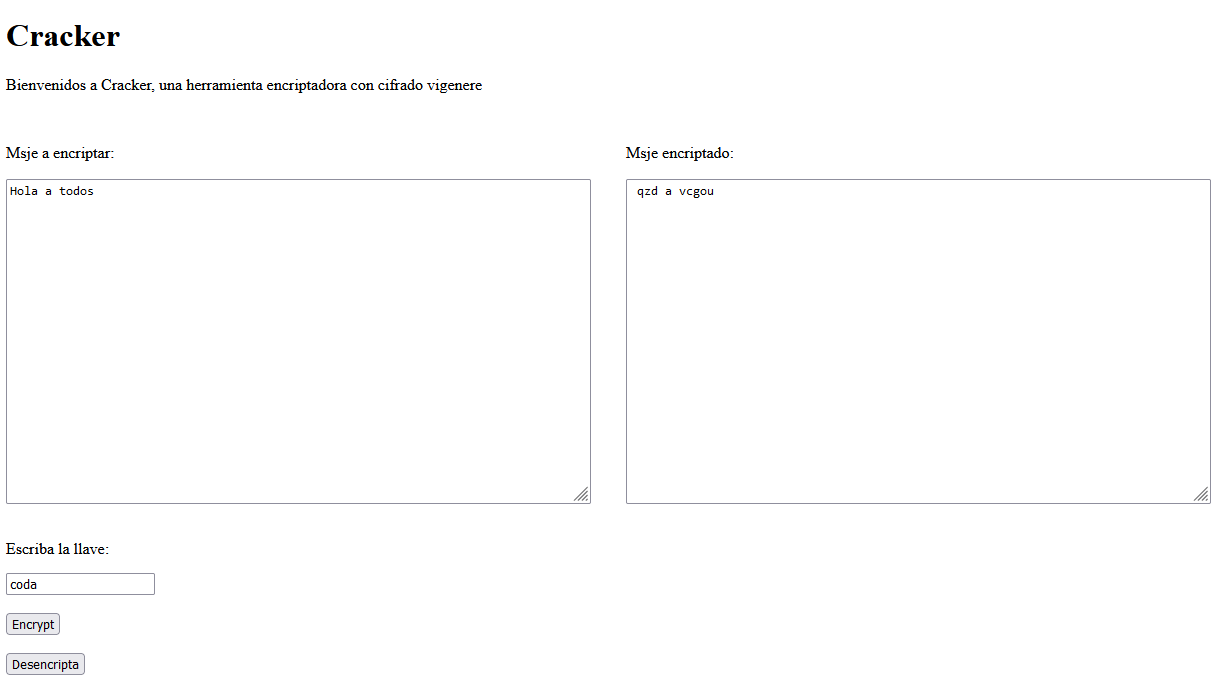 Cracker
Bienvenidos a Cracker, una herramienta encriptadora con cifrado vigenere
Msje a encriptar:
Msje encriptado:
Hola a todos
qzd a vcgou
Escriba la llave:
coda
Encrypt
Desencripta